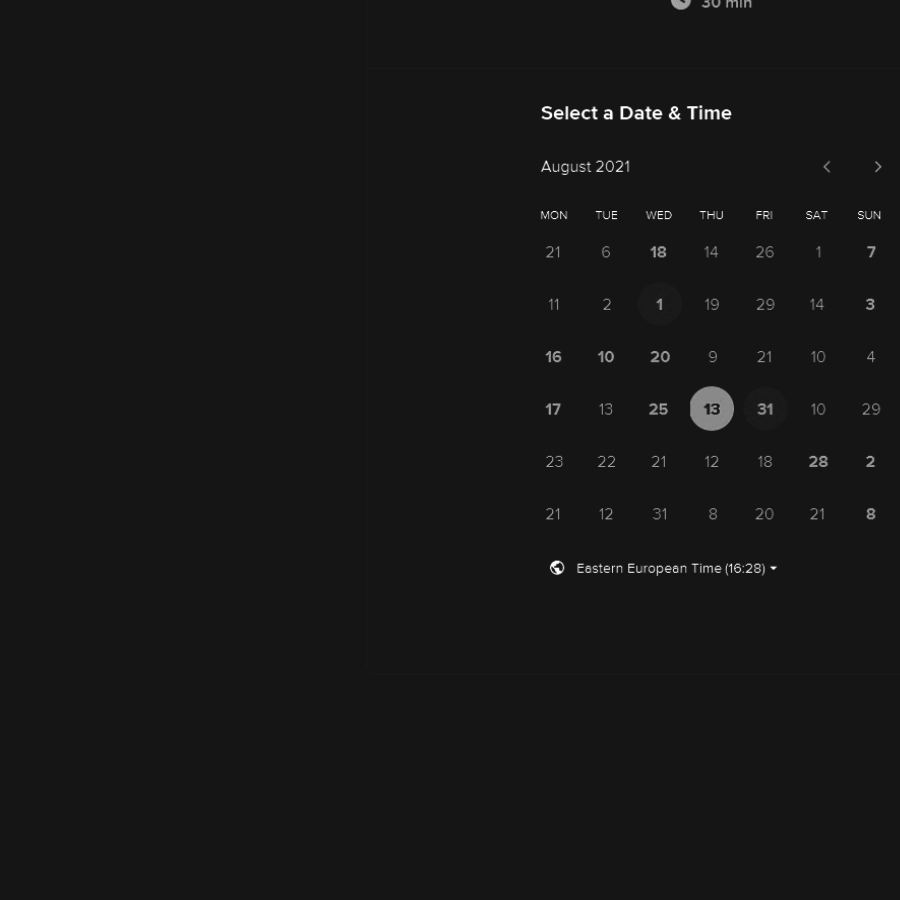 30 min
Select a Date & Time
August 2021
MON TUE WED THU FRI SAT SUN
21 6 18 14 26 1 7
11 2 1 19 29 14 3
16 10 20 9 21 10 4
17 13 25 13 31 10 29
23 22 21 12 18 28 2
21 12 31 8 20 21 8
Eastern European Time (16:28)